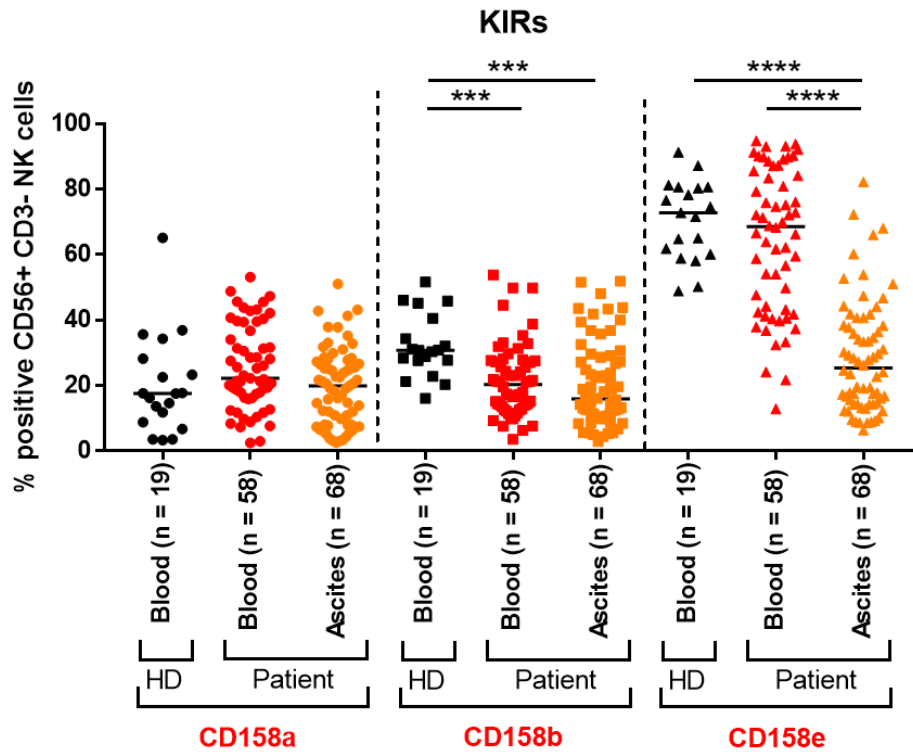 KIRs
% positive CD56+ CD3- NK cells
100
80
60
40
20
0
*** ****
*** ****
Blood (n = 19) Blood (n = 58) Ascites (n = 68) Blood (n = 19) Blood (n = 58) Ascites (n = 68) Blood (n = 19) Blood (n = 58) Ascites (n = 68)
HD Patient HD Patient HD Patient
CD158a CD158b CD158e